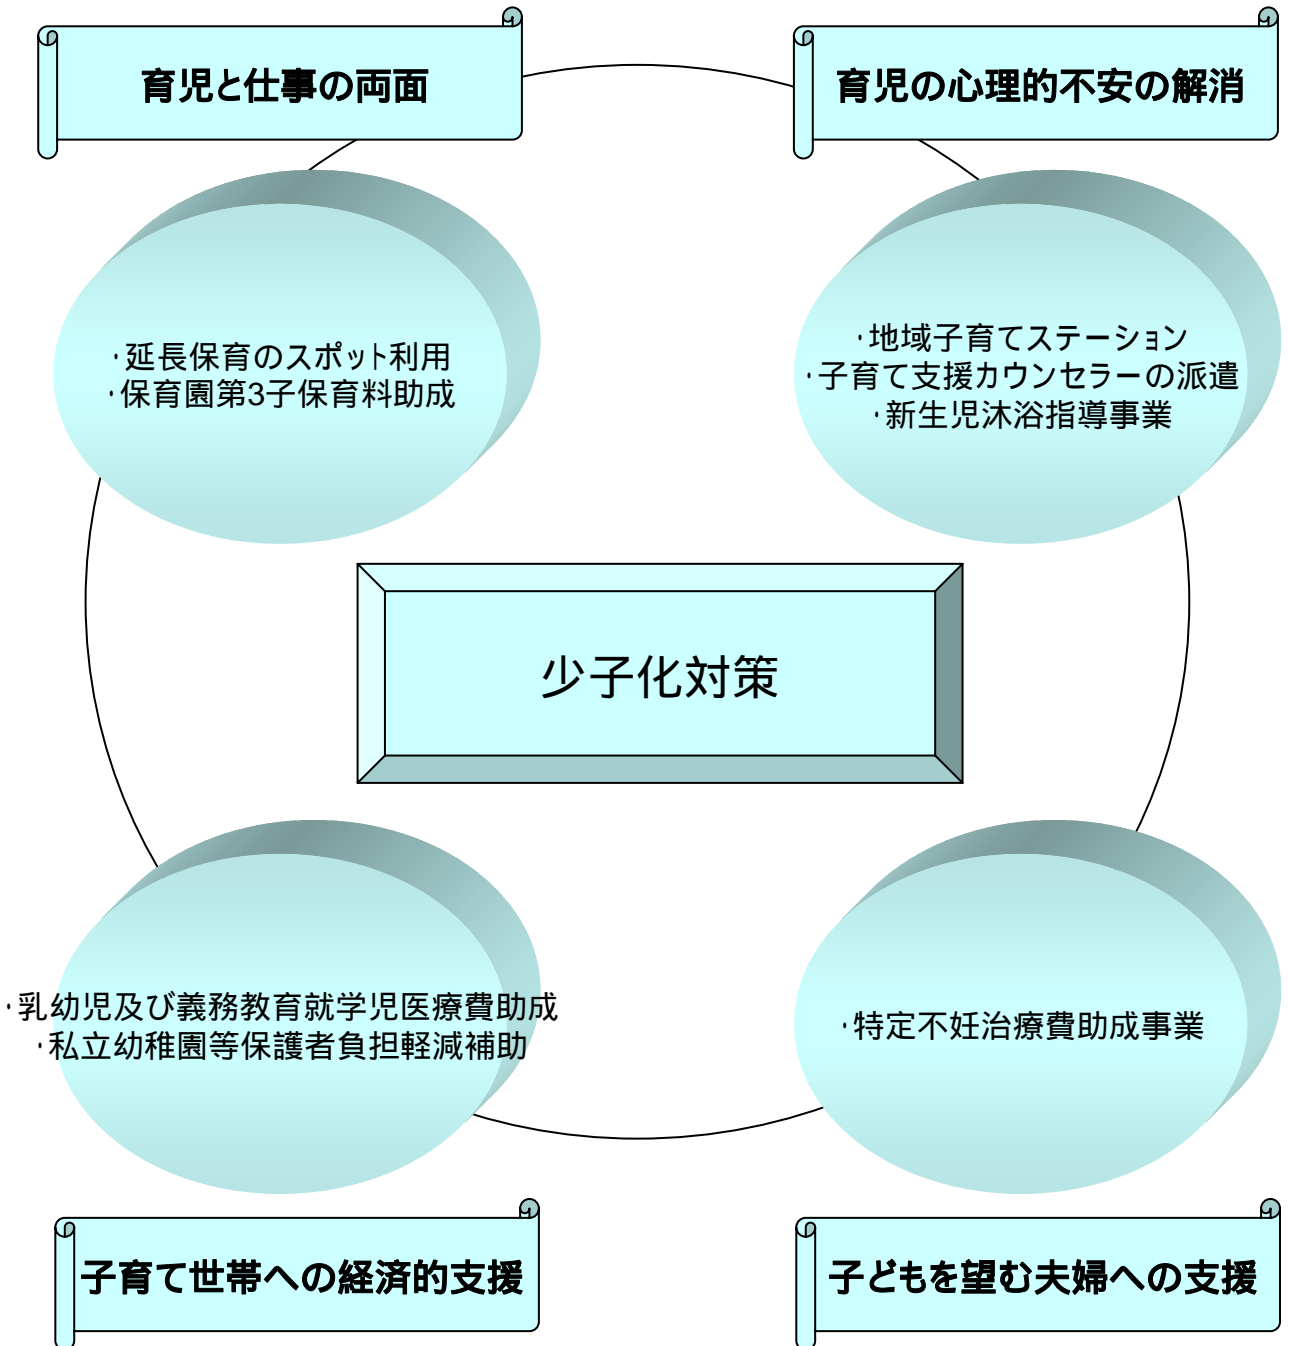 育児と仕事の両面
育児の心理的不安の解消
・延長保育のスポット利用
・保育園第3子保育料助成
・地域子育てステーション
・子育て支援カウンセラーの派遣
・新生児沐浴指導事業
少子化対策
・乳幼児及び義務教育就学児医療費助成
・私立幼稚園等保護者負担軽減補助
・特定不妊治療費助成事業
子育て世帯への経済的支援
子どもを望む夫婦への支援